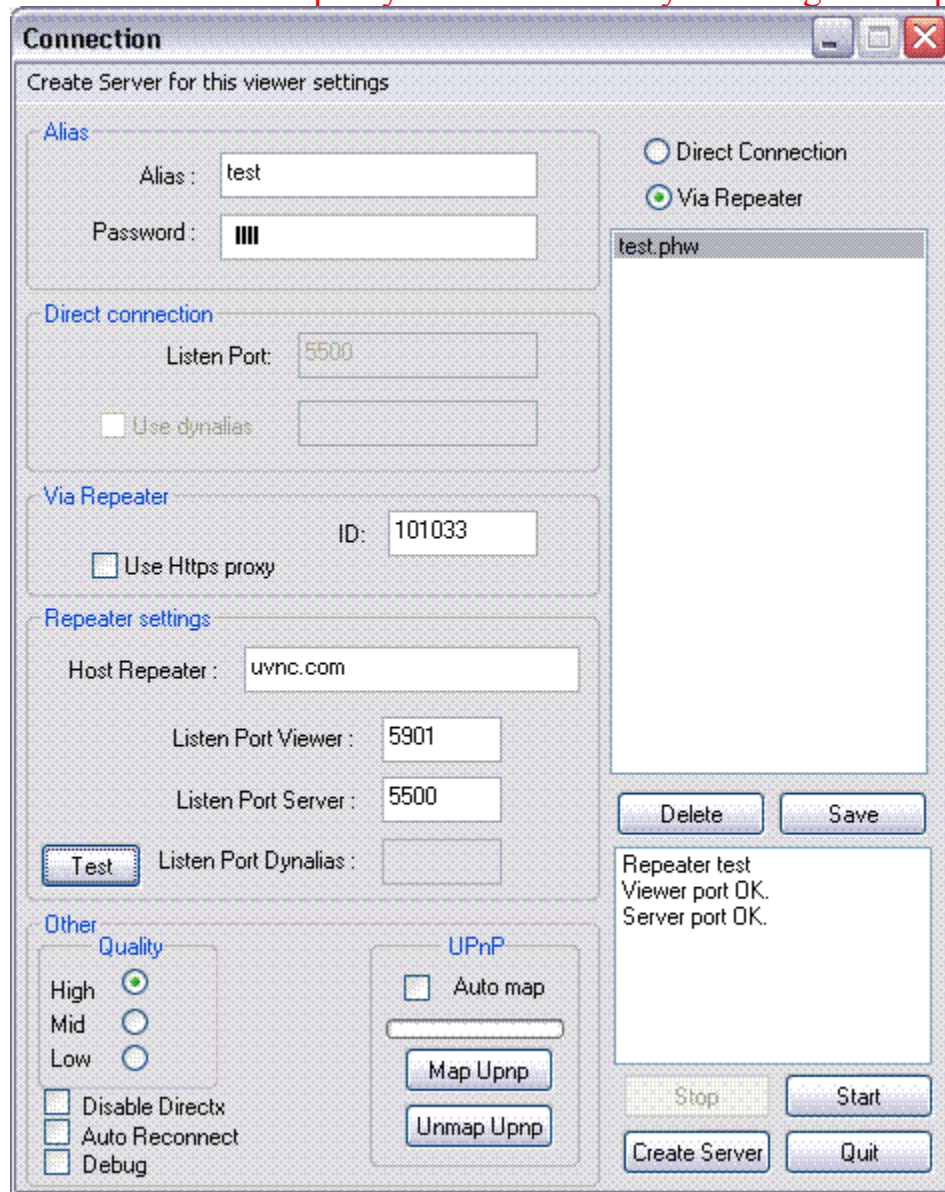 Connection
Create Server for this viewer settings
Alias
Alias : test
Password :
Direct connection
Listen Port: 5500
Use dynalias
Via Repeater
ID: 101033
Use Https proxy
Repeater settings
Host Repeater : uvnc.com
Listen Port Viewer : 5901
Listen Port Server : 5500
Test
Listen Port Dynalias :
Other
Quality
High
Mid
Low
Disable Directx
Auto Reconnect
Debug
UPnP
Auto map
Map Upnp
Unmap Upnp
Direct Connection
Via Repeater
test.phw
Delete
Save
Repeater test
Viewer port OK.
Server port OK.
Stop
Start
Create Server
Quit